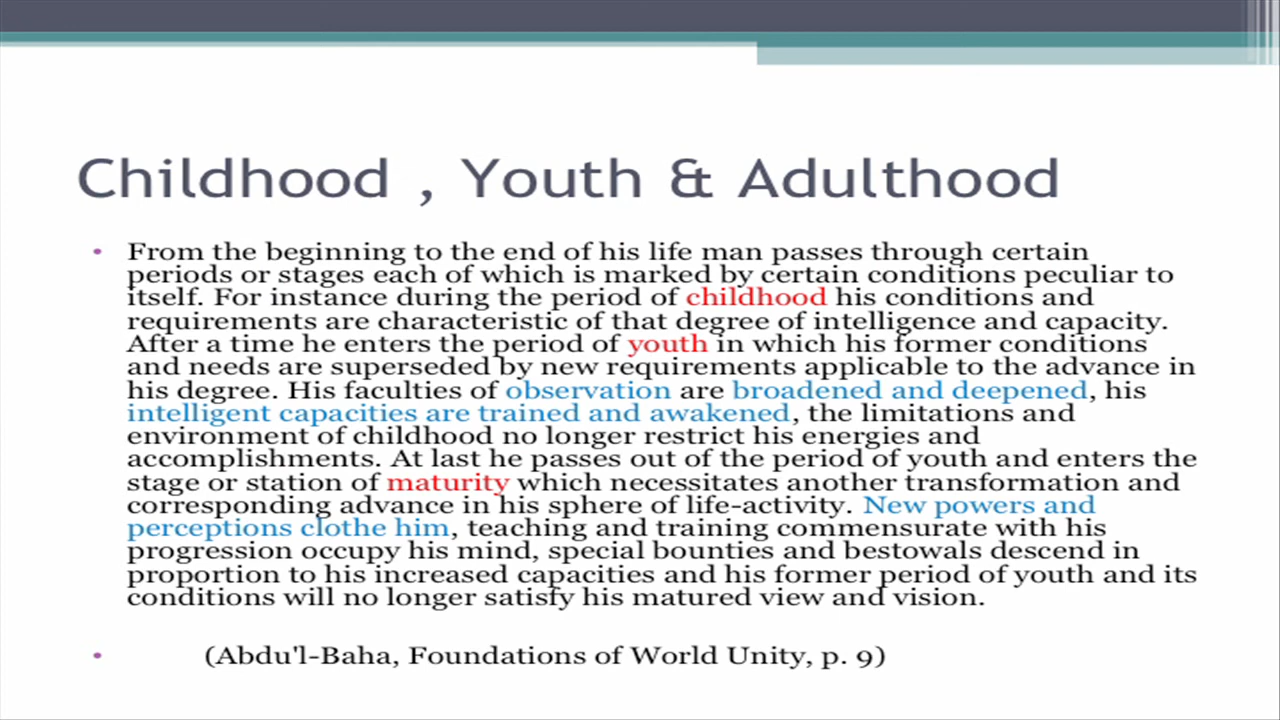 Childhood , Youth & Adulthood
• From the beginning to the end of his life man passes through certain
periods or stages each of which is marked by certain conditions peculiar to
itself. For instance during the period of childhood his conditions and
requirements are characteristic of that degree of intelligence and capacity.
After a time he enters the period of youth in which his former conditions
and needs are superseded by new requirements applicable to the advance in
his degree. His faculties of observation are broadened and deepened, his
intelligent capacities are trained and awakened, the limitations and
environment of childhood no longer restrict his energies and
accomplishments. At last he passes out of the period of youth and enters the
stage or station of maturity which necessitates another transformation and
corresponding advance in his sphere of life-activity. New powers and
perceptions clothe him, teaching and training commensurate with his
progression occupy his mind, special bounties and bestowals descend in
proportion to his increased capacities and his former period of youth and its
conditions will no longer satisfy his matured view and vision.
• (Abdu'l-Baha, Foundations of World Unity, p. 9)